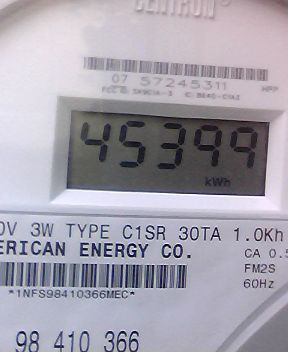 CENTRON®
07 57245311
45399
kWh
3W TYPE C1SR 30TA 1.0Kh
ENERGY CO.
CA 0.5
FM2S
60Hz
*1NFS98410366MEC*
98 410 366